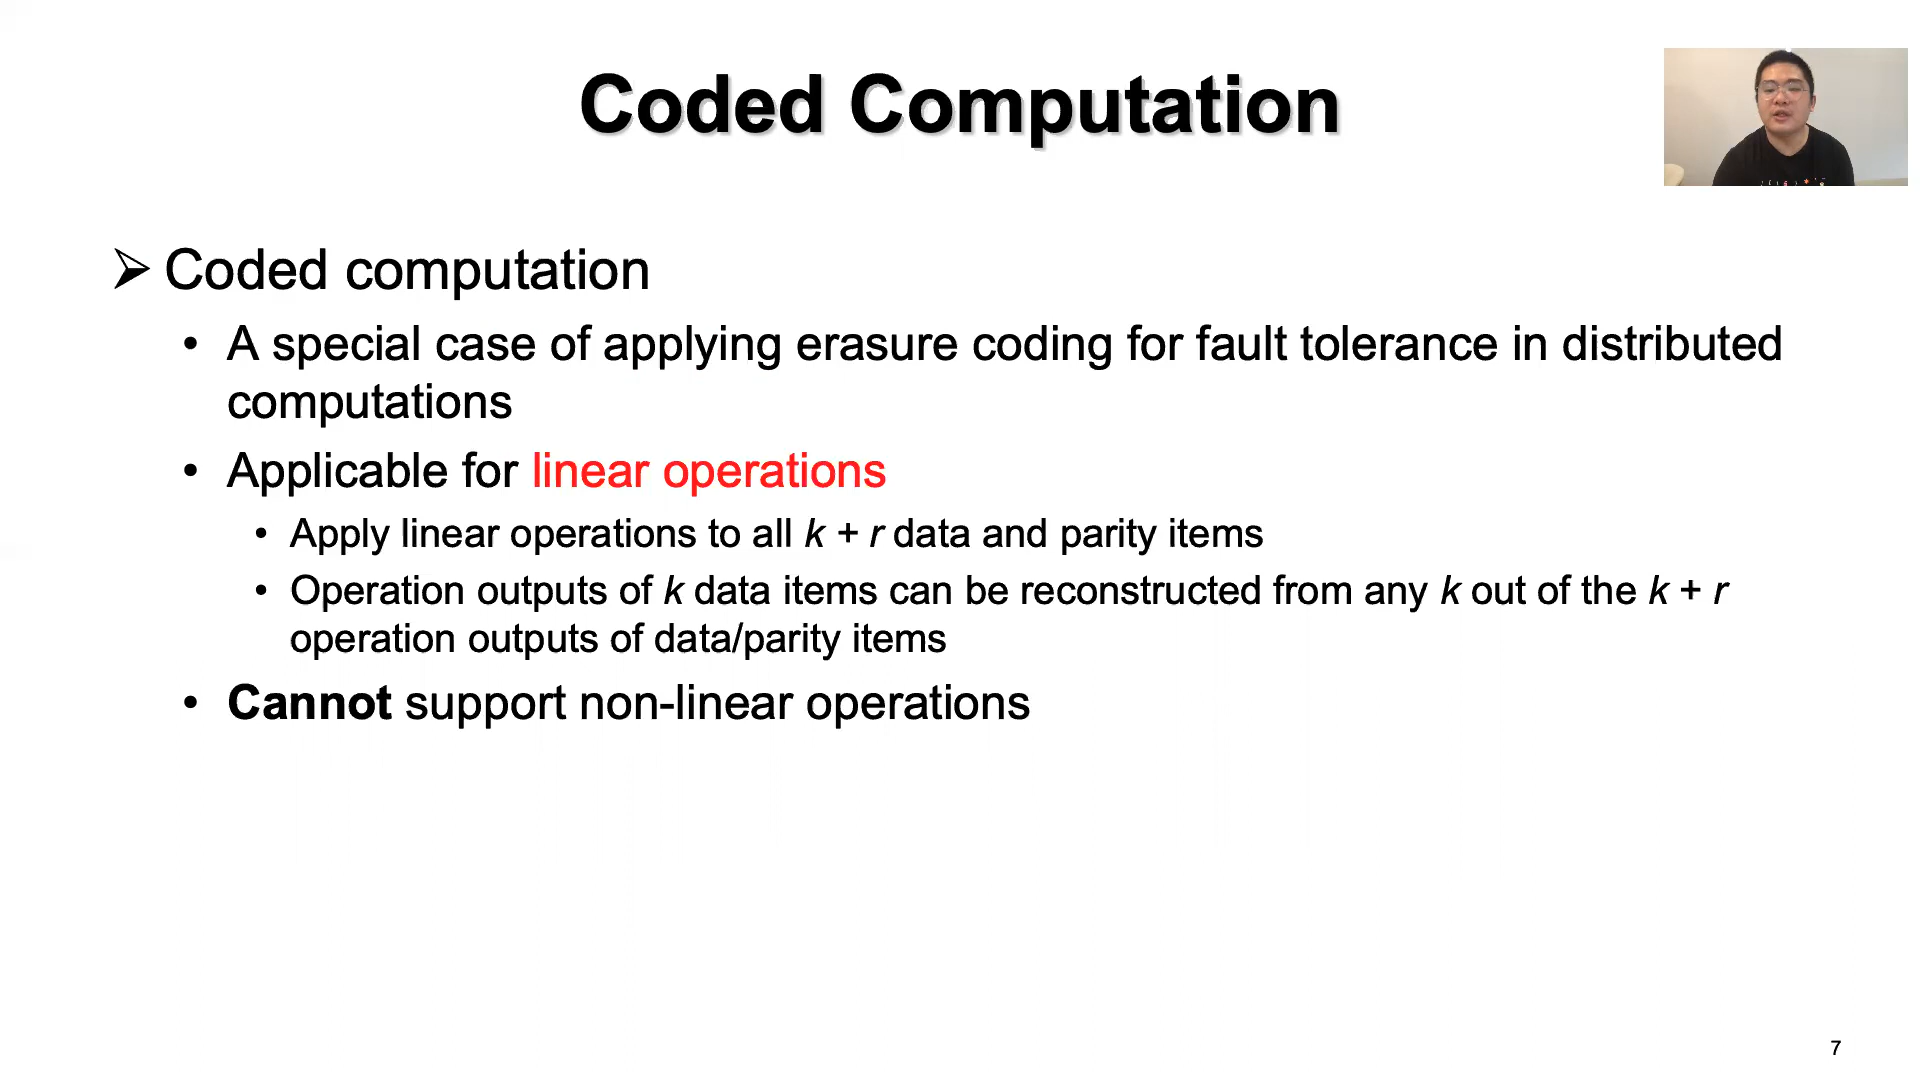 Coded Computation
➢ Coded computation
• A special case of applying erasure coding for fault tolerance in distributed
computations
• Applicable for linear operations
• Apply linear operations to all k + r data and parity items
• Operation outputs of k data items can be reconstructed from any k out of the k + r
operation outputs of data/parity items
• Cannot support non-linear operations
7